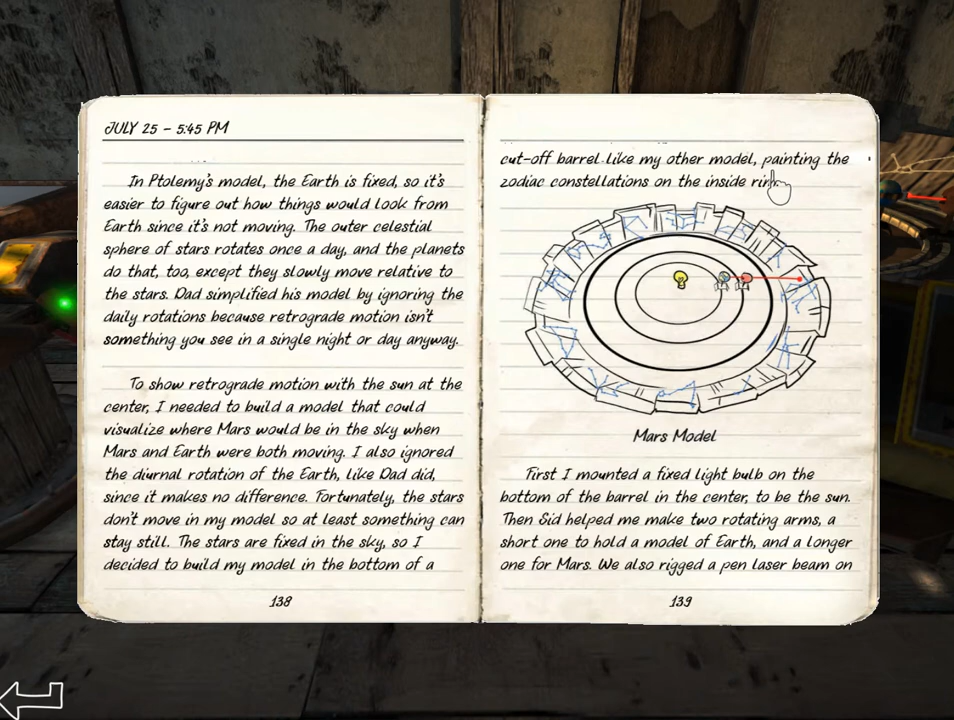 JULY 25 - 5:45 PM
In Ptolemy's model, the Earth is fixed, so it's
easier to figure out how things would look from
Earth since it's not moving. The outer celestial
sphere of stars rotates once a day, and the planets
do that, too, except they slowly move relative to
the stars. Dad simplified his model by ignoring the
daily rotations because retrograde motion isn't
something you see in a single night or day anyway.
To show retrograde motion with the sun at the
center, I needed to build a model that could
visualize where Mars would be in the sky when
Mars and Earth were both moving. I also ignored
the diurnal rotation of the Earth, like Dad did,
since it makes no difference. Fortunately, the stars
don't move in my model so at least something can
stay still. The stars are fixed in the sky, so I
decided to build my model in the bottom of a
138
cut-off barrel like my other model, painting the
zodiac constellations on the inside
Mars Model
First I mounted a fixed light bulb on the
bottom of the barrel in the center, to be the sun.
Then Sid helped me make two rotating arms, a
short one to hold a model of Earth, and a longer
one for Mars. We also rigged a pen laser beam on
139